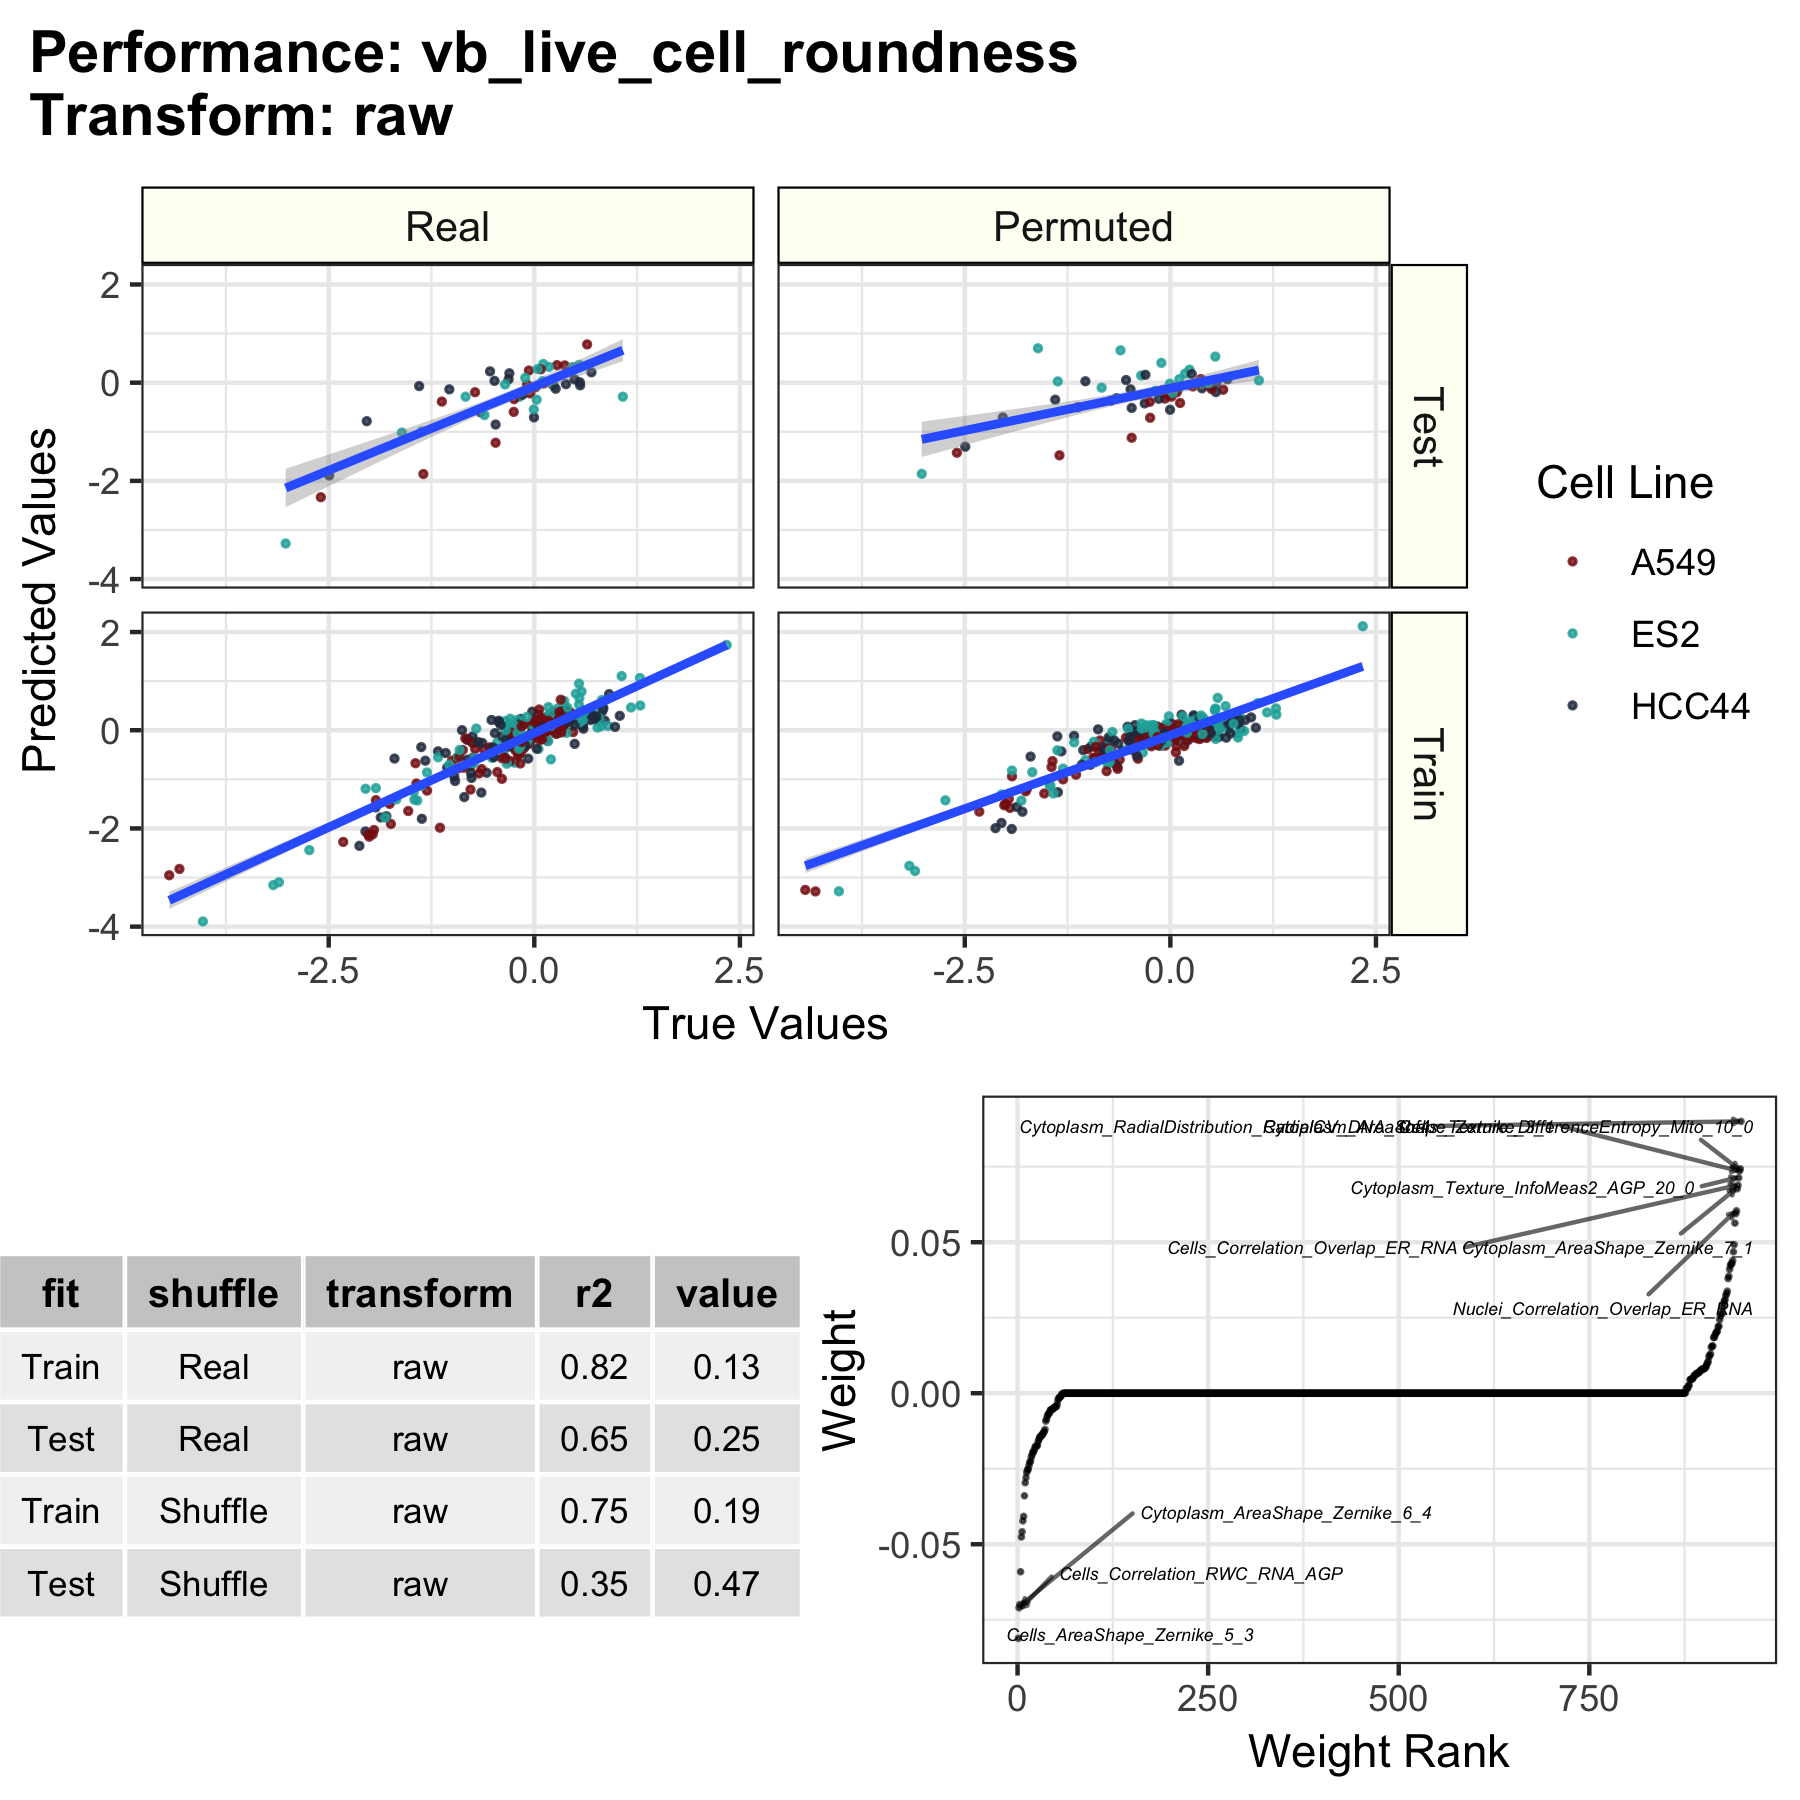 Performance: vb_live_cell_roundness
Transform: raw
Real
Permuted
2
0
-2
-4
Test
2
0
-2
-4
Train
Predicted Values
-2.5
0.0
2.5
-2.5
0.0
2.5
True Values
Cell Line
A549
ES2
HCC44
fit shuffle transform r2 value
Train Real raw 0.82 0.13
Test Real raw 0.65 0.25
Train Shuffle raw 0.75 0.19
Test Shuffle raw 0.35 0.47
Weight
0.05
0.00
-0.05
Cytoplasm_RadialDistribution_RadialCV_DNA
Texture_DifferenceEntropy_Mito_10_0
Cytoplasm_Texture_InfoMeas2_AGP_20_0
Cells_Correlation_Overlap_ER_RNA
Cytoplasm_AreaShape_Zernike_7_1
Nuclei_Correlation_Overlap_ER_RNA
Cytoplasm_AreaShape_Zernike_6_4
Cells_Correlation_RWC_RNA_AGP
Cells_AreaShape_Zernike_5_3
0
250
500
750
Weight Rank